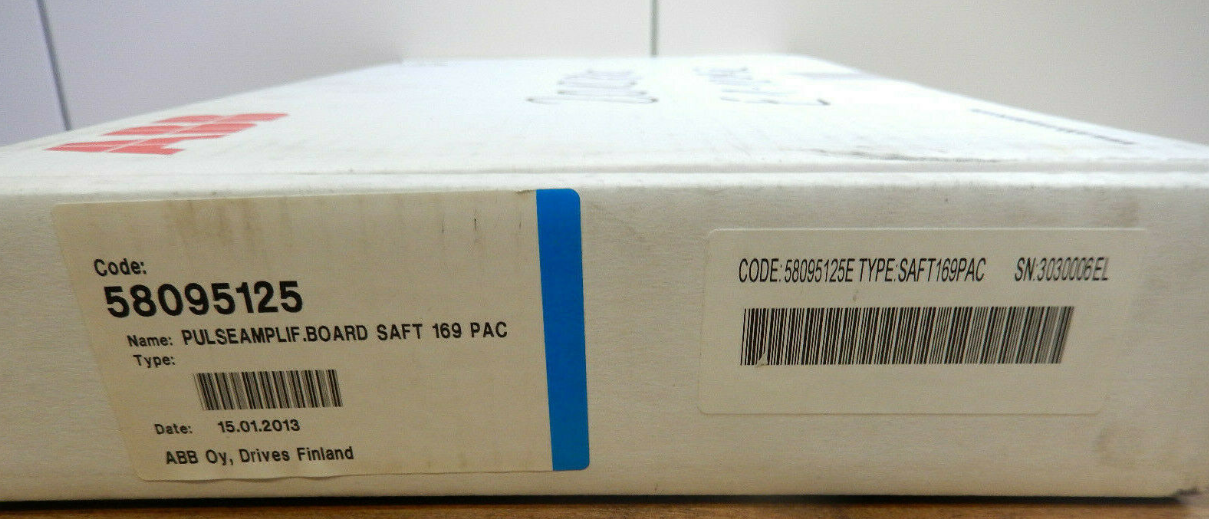 ABB
Code:
58095125
Name: PULSEAMPLIF.BOARD SAFT 169 PAC
Type:
Date: 15.01.2013
ABB Oy, Drives Finland
CODE:58095125E TYPE:SAFT169PAC SN:3030006EL